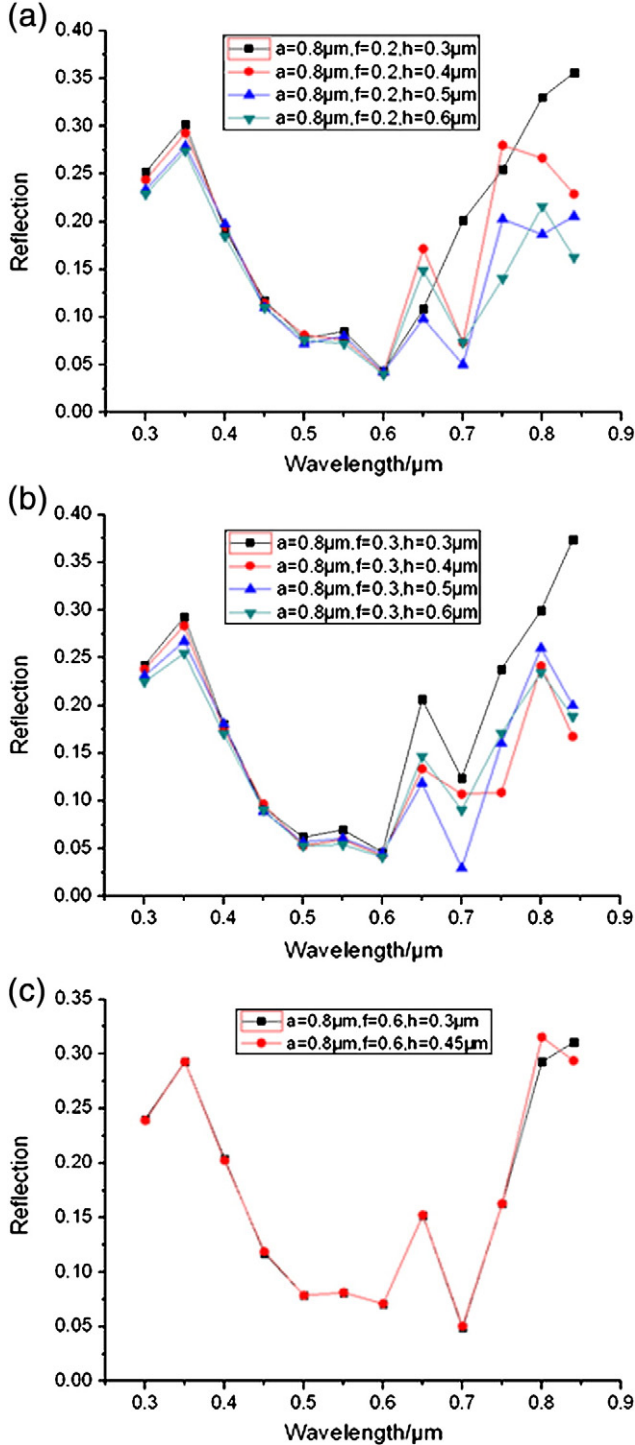 (a)
0.40
0.35
0.30
0.25
0.20
0.15
0.10
0.05
0.00
Reflection
a=0.8μm,f=0.2,h=0.3μm
a=0.8μm,f=0.2,h=0.4μm
a=0.8μm,f=0.2,h=0.5μm
a=0.8μm,f=0.2,h=0.6μm
0.3 0.4 0.5 0.6 0.7 0.8 0.9
Wavelength/μm
(b)
0.40
0.35
0.30
0.25
0.20
0.15
0.10
0.05
0.00
Reflection
a=0.8μm,f=0.3,h=0.3μm
a=0.8μm,f=0.3,h=0.4μm
a=0.8μm,f=0.3,h=0.5μm
a=0.8μm,f=0.3,h=0.6μm
0.3 0.4 0.5 0.6 0.7 0.8 0.9
Wavelength/μm
(c)
0.35
0.30
0.25
0.20
0.15
0.10
0.05
0.00
Reflection
a=0.8μm,f=0.6,h=0.3μm
a=0.8μm,f=0.6,h=0.45μm
0.3 0.4 0.5 0.6 0.7 0.8 0.9
Wavelength/μm